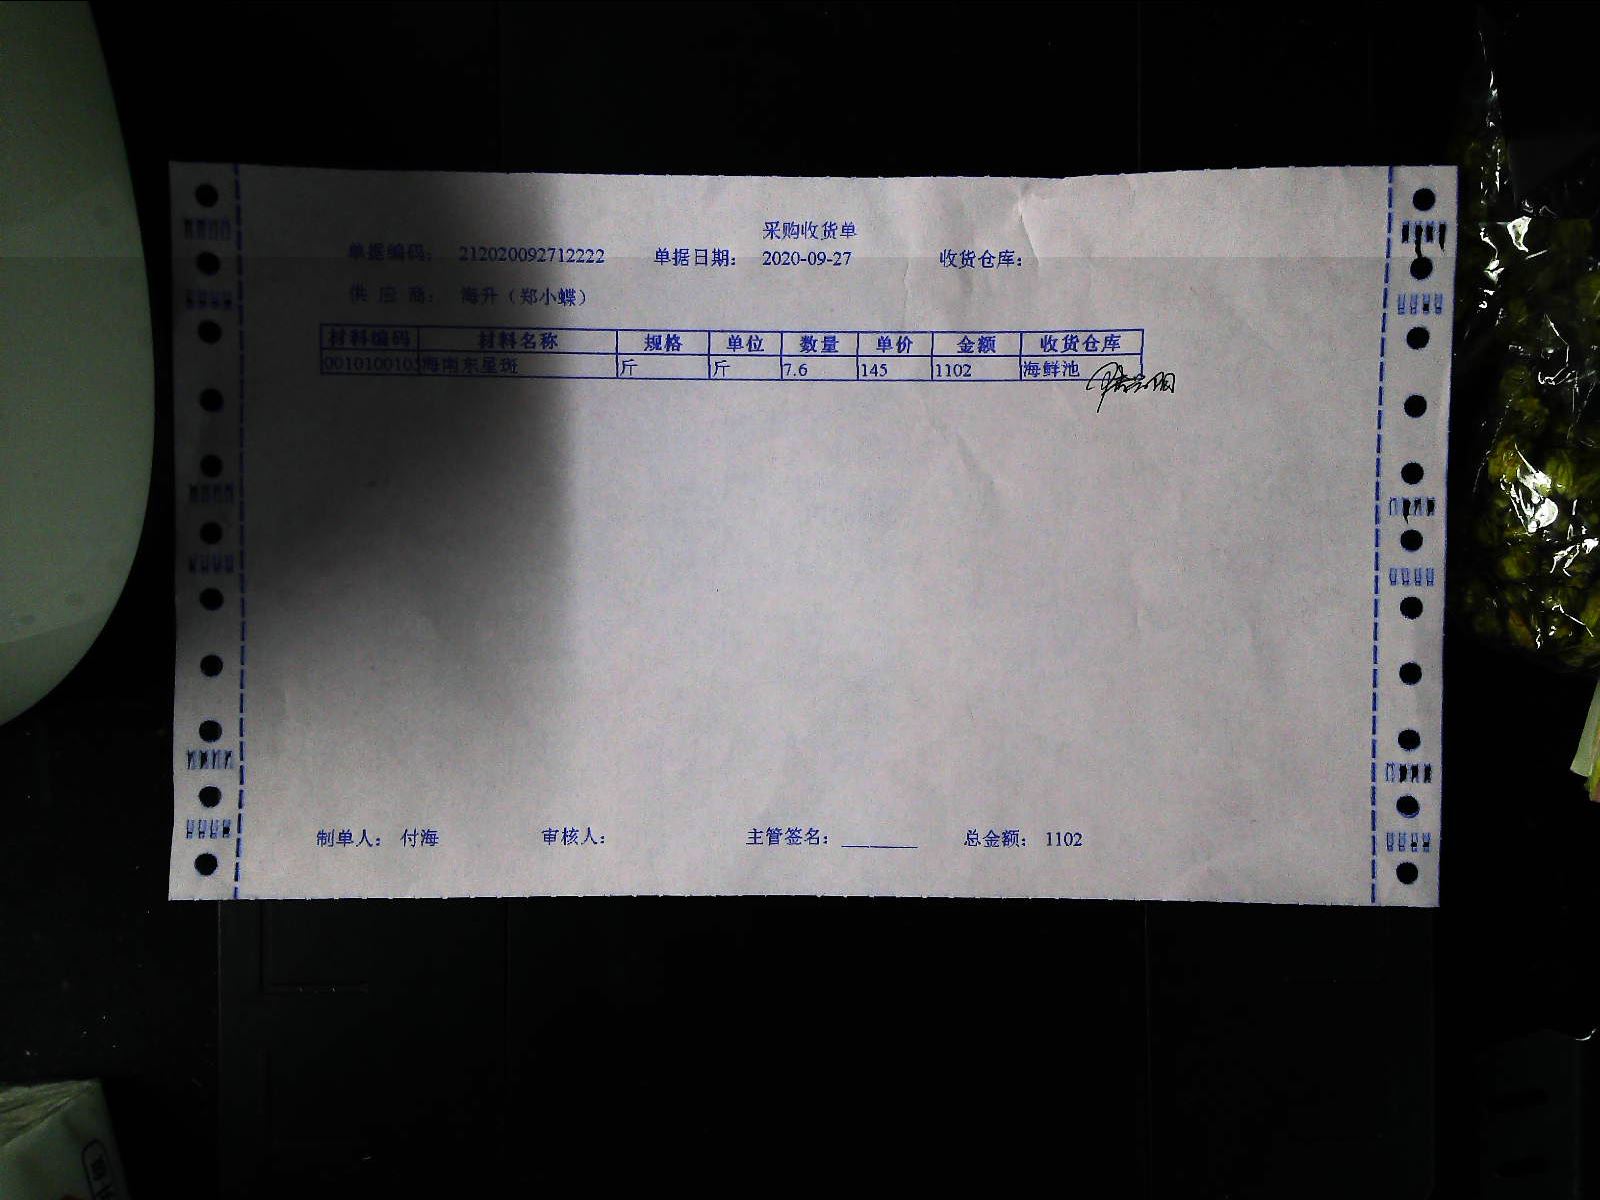 采购收货单
单据编码： 212020092712222 单据日期： 2020-09-27 收货仓库：
供 应 商： 海升（郑小蝶）
材料编码 材料名称 规格 单位 数量 单价 金额 收货仓库
0010100105 海南东星斑 斤 斤 7.6 145 1102 海鲜池
制单人： 付海 审核人： 主管签名： ________ 总金额： 1102